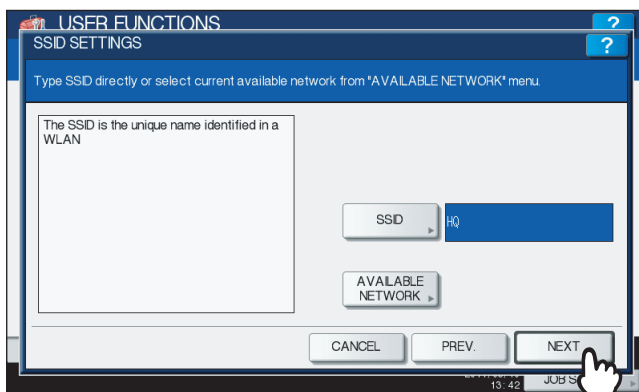 USER FUNCTIONS
?
SSID SETTINGS
?
Type SSID directly or select current available network from "AVAILABLE NETWORK" menu.
The SSID is the unique name identified in a
WLAN
SSID
HQ
AVAILABLE
NETWORK
CANCEL
PREV.
NEXT
13:42
JOB S